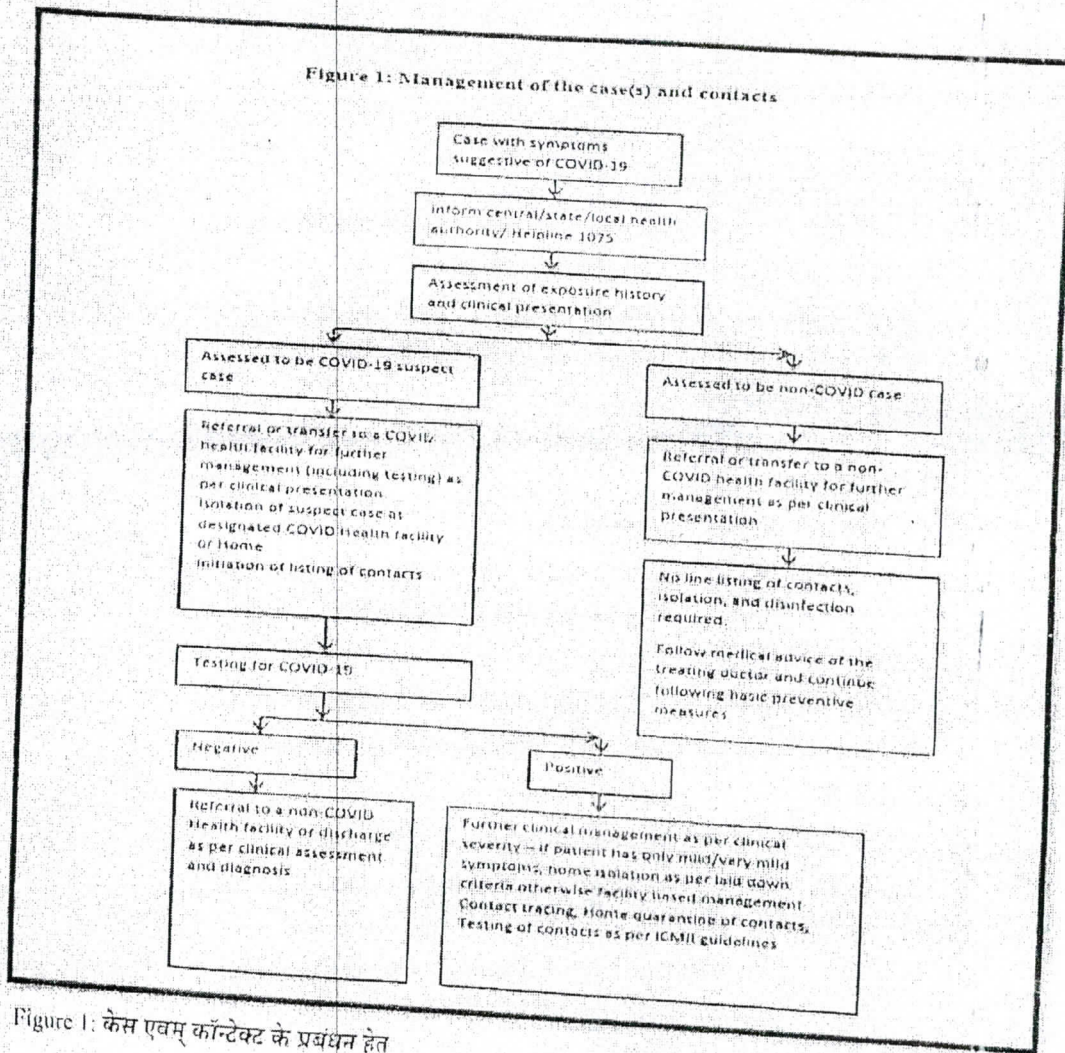 Figure 1: Management of the case(s) and contacts
Case with symptoms
suggestive of COVID-19
Inform central/state/local health
authority/ Helpline 1075
Assessment of exposure history
and clinical presentation
Assessed to be COVID-19 suspect
case
Referral or transfer to a COVID
health facility for further
management (including testing) as
per clinical presentation
Isolation of suspect case at
designated COVID Health facility
or Home
Initiation of listing of contacts
Assessed to be non-COVID case
Referral or transfer to a non-
COVID health facility for further
management as per clinical
presentation
No line listing of contacts,
isolation, and disinfection
required.
Follow medical advice of the
treating doctor and continue
following basic preventive
measures
Testing for COVID-19
Negative
Positive
Referral to a non-COVID
Health facility or discharge
as per clinical assessment
and diagnosis
Further clinical management as per clinical
severity – if patient has only mild/very mild
symptoms, home isolation as per laid down
criteria otherwise facility based management
Contact tracing, Home quarantine of contacts,
Testing of contacts as per ICMR guidelines
Figure 1: केस एवम् कॉन्टेक्ट के प्रबंधन हेत